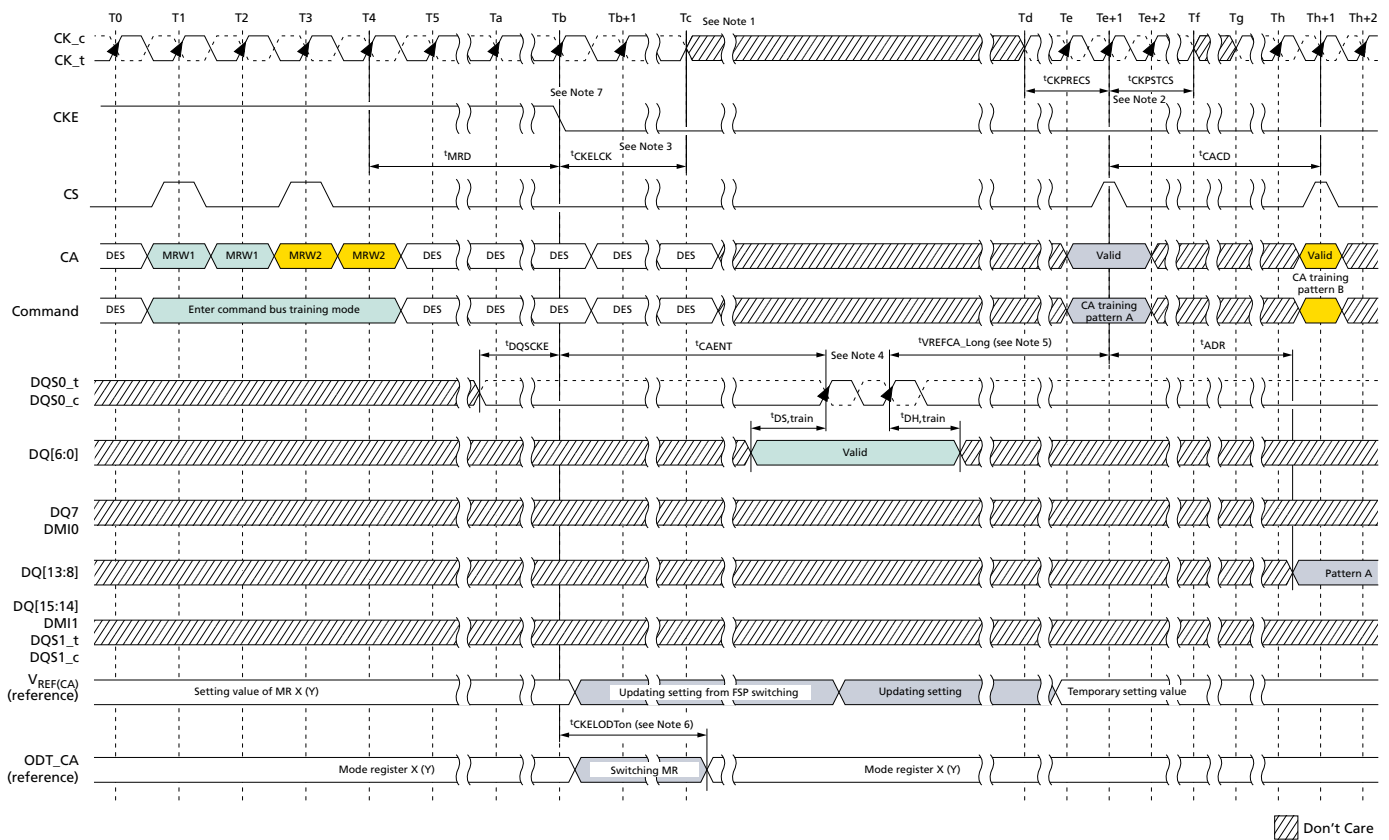 T0 T1 T2 T3 T4 T5 Ta Tb Tb+1 Tc See Note 1 Td Te Te+1 Te+2 Tf Tg Th Th+1 Th+2
CK_c
CK_t
tCKPRECS tCKPSTCS
See Note 7 See Note 2
CKE
See Note 3
tMRD tCKELCK tCACD
CS
CA DES MRW1 MRW1 MRW2 MRW2 DES DES DES DES DES Valid Valid
CA training
pattern B
Command DES Enter command bus training mode DES DES DES DES DES CA training
pattern A
tDQSCKE tCAENT See Note 4 tVREFCA_Long (see Note 5) tADR
DQS0_t
DQS0_c
tDS,train tDH,train
DQ[6:0] Valid
DQ7
DMI0
DQ[13:8] Pattern A
DQ[15:14]
DMI1
DQS1_t
DQS1_c
VREF(CA)
(reference) Setting value of MR X (Y) Updating setting from FSP switching Updating setting Temporary setting value
tCKELODTon (see Note 6)
ODT_CA
(reference) Mode register X (Y) Switching MR Mode register X (Y)
Don't Care